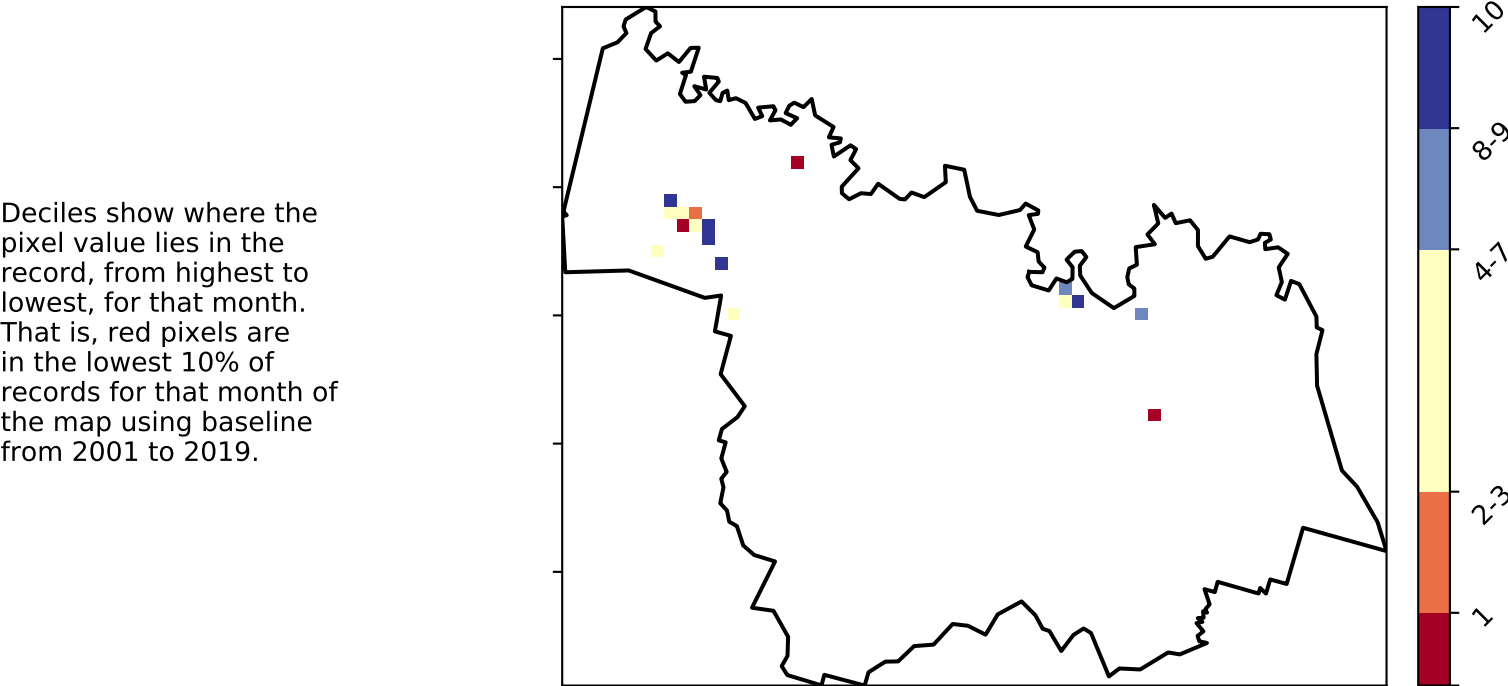 Deciles show where the
pixel value lies in the
record, from highest to
lowest, for that month.
That is, red pixels are
in the lowest 10% of
records for that month of
the map using baseline
from 2001 to 2019.
10
8-9
4-7
2-3
1